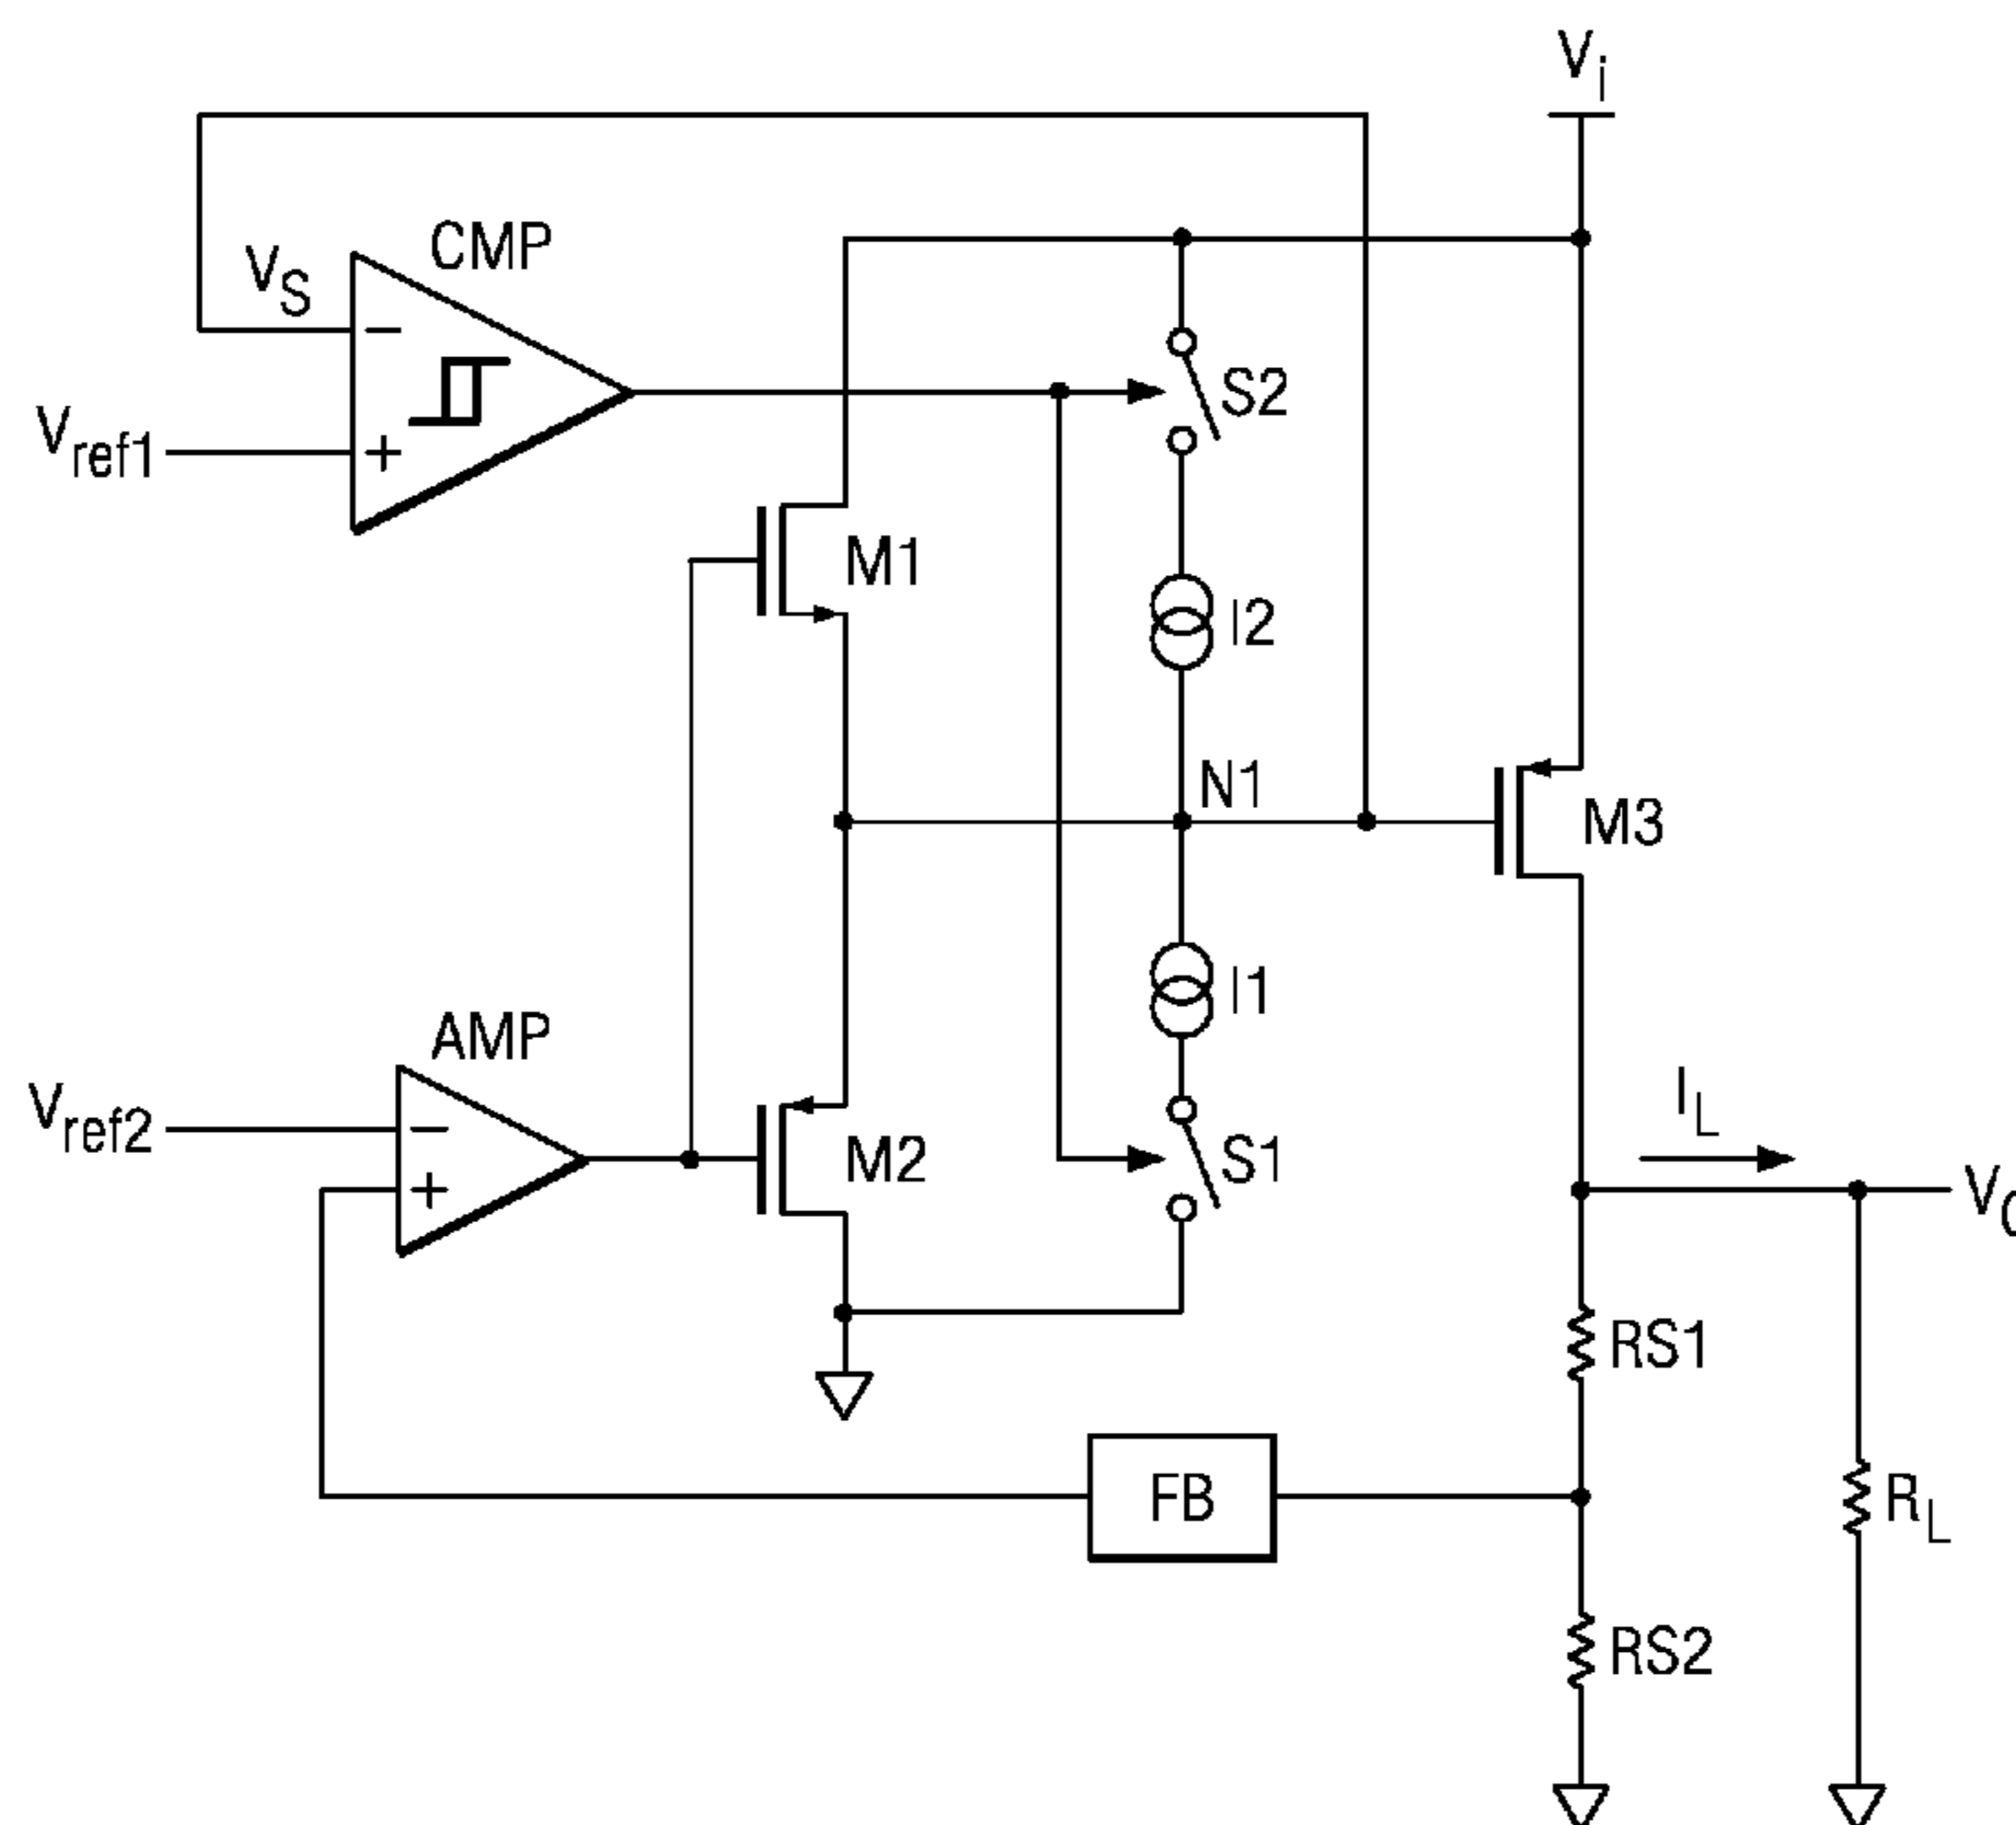 Vi
CMP
VS
Vref1
−
+
S2
M1
I2
N1
M3
I1
AMP
Vref2
−
+
M2
S1
IL
RS1
FB
RL
RS2